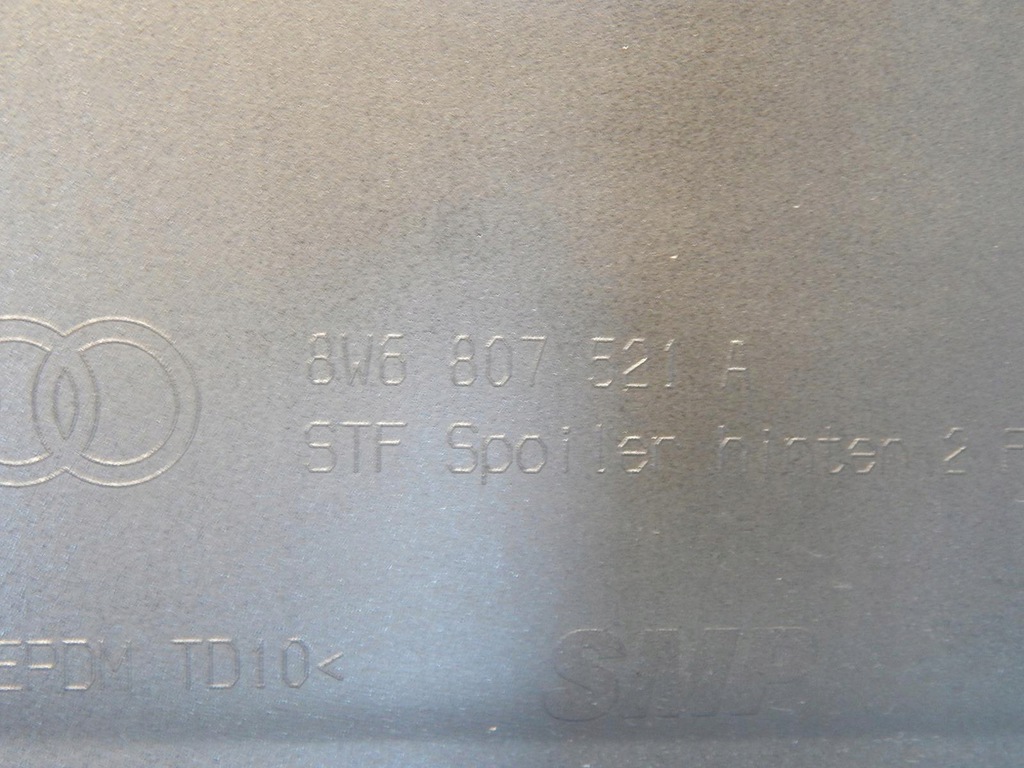 8W6 807 521 A
STF Spoiler hinten 2
EPDM TD10<
SMP